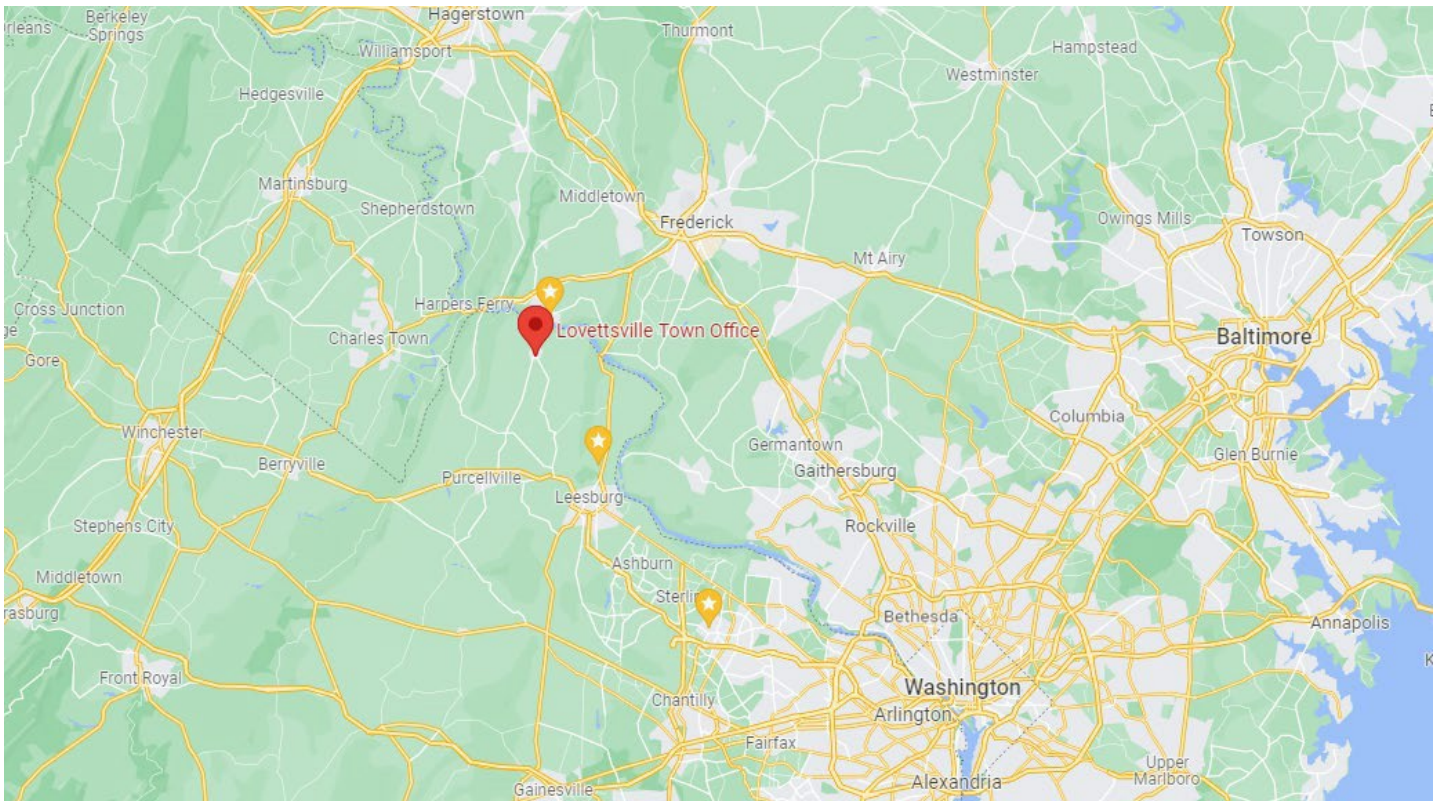 Berkeley
Springs
Hagerstown
Thurmont
Hampstead
Williamsport
Westminster
Hedgesville
Martinsburg
Middletown
Shepherdstown
Frederick
Owings Mills
Towson
Mt Airy
Harpers Ferry
Cross Junction
Lovettsville Town Office
Charles Town
Baltimore
Gore
Columbia
Winchester
Germantown
Glen Burnie
Berryville
Purcellville
Gaithersburg
Leesburg
Stephens City
Rockville
Ashburn
Middletown
Sterlin
rasburg
Bethesda
Annapolis
Front Royal
Washington
Chantilly
Arlington
Fairfax
Upper
Marlboro
Alexandria
Gainesville